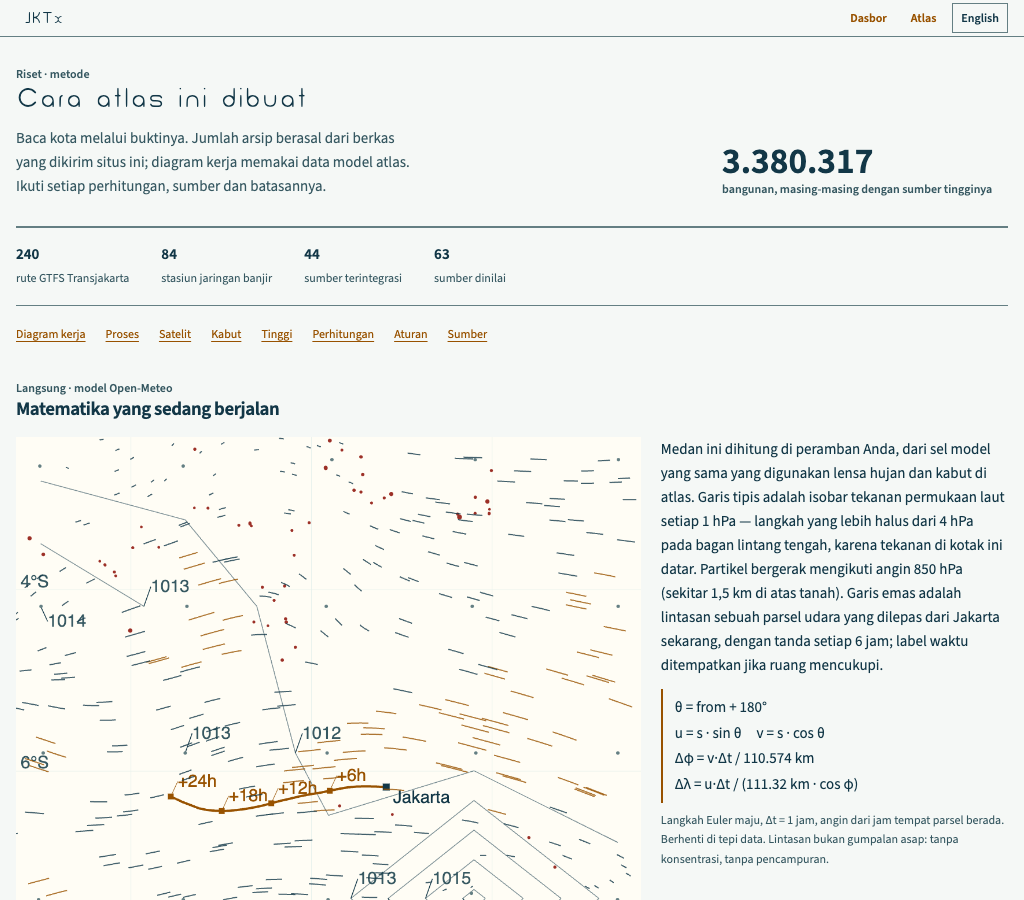 JKTx
Dasbor Atlas English
Riset · metode
Cara atlas ini dibuat
Baca kota melalui buktinya. Jumlah arsip berasal dari berkas
yang dikirim situs ini; diagram kerja memakai data model atlas.
Ikuti setiap perhitungan, sumber dan batasannya.
3.380.317
bangunan, masing-masing dengan sumber tingginya
240
rute GTFS Transjakarta
84
stasiun jaringan banjir
44
sumber terintegrasi
63
sumber dinilai
Diagram kerja Proses Satelit Kabut Tinggi Perhitungan Aturan Sumber
Langsung · model Open-Meteo
Matematika yang sedang berjalan
4°S
1013
1014
1013
1012
6°S
+24h
+18h
+12h
+6h
Jakarta
1013
1015
Medan ini dihitung di peramban Anda, dari sel model
yang sama yang digunakan lensa hujan dan kabut di
atlas. Garis tipis adalah isobar tekanan permukaan laut
setiap 1 hPa — langkah yang lebih halus dari 4 hPa
pada bagan lintang tengah, karena tekanan di kotak ini
datar. Partikel bergerak mengikuti angin 850 hPa
(sekitar 1,5 km di atas tanah). Garis emas adalah
lintasan sebuah parsel udara yang dilepas dari Jakarta
sekarang, dengan tanda setiap 6 jam; label waktu
ditempatkan jika ruang mencukupi.
θ = from + 180°
u = s · sin θ v = s · cos θ
Δφ = v·Δt / 110.574 km
Δλ = u·Δt / (111.32 km · cos φ)
Langkah Euler maju, Δt = 1 jam, angin dari jam tempat parsel berada.
Berhenti di tepi data. Lintasan bukan gumpalan asap: tanpa
konsentrasi, tanpa pencampuran.